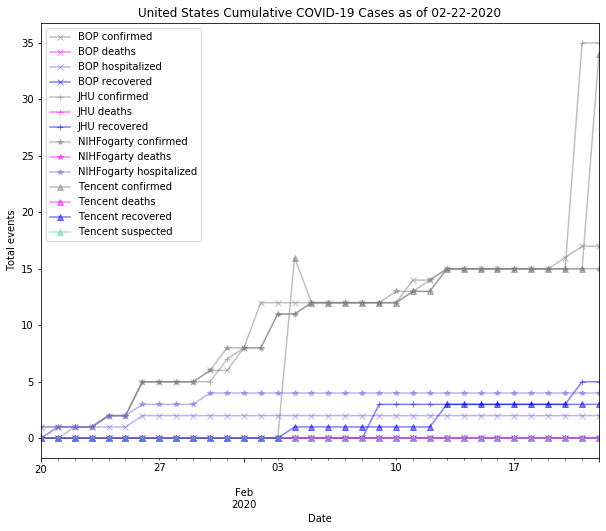 United States Cumulative COVID-19 Cases as of 02-22-2020
35
30
25
20
15
10
5
0
Total events
BOP confirmed
BOP deaths
BOP hospitalized
BOP recovered
JHU confirmed
JHU deaths
JHU recovered
NIHFogarty confirmed
NIHFogarty deaths
NIHFogarty hospitalized
Tencent confirmed
Tencent deaths
Tencent recovered
Tencent suspected
20 27 03 10 17
Feb
2020
Date